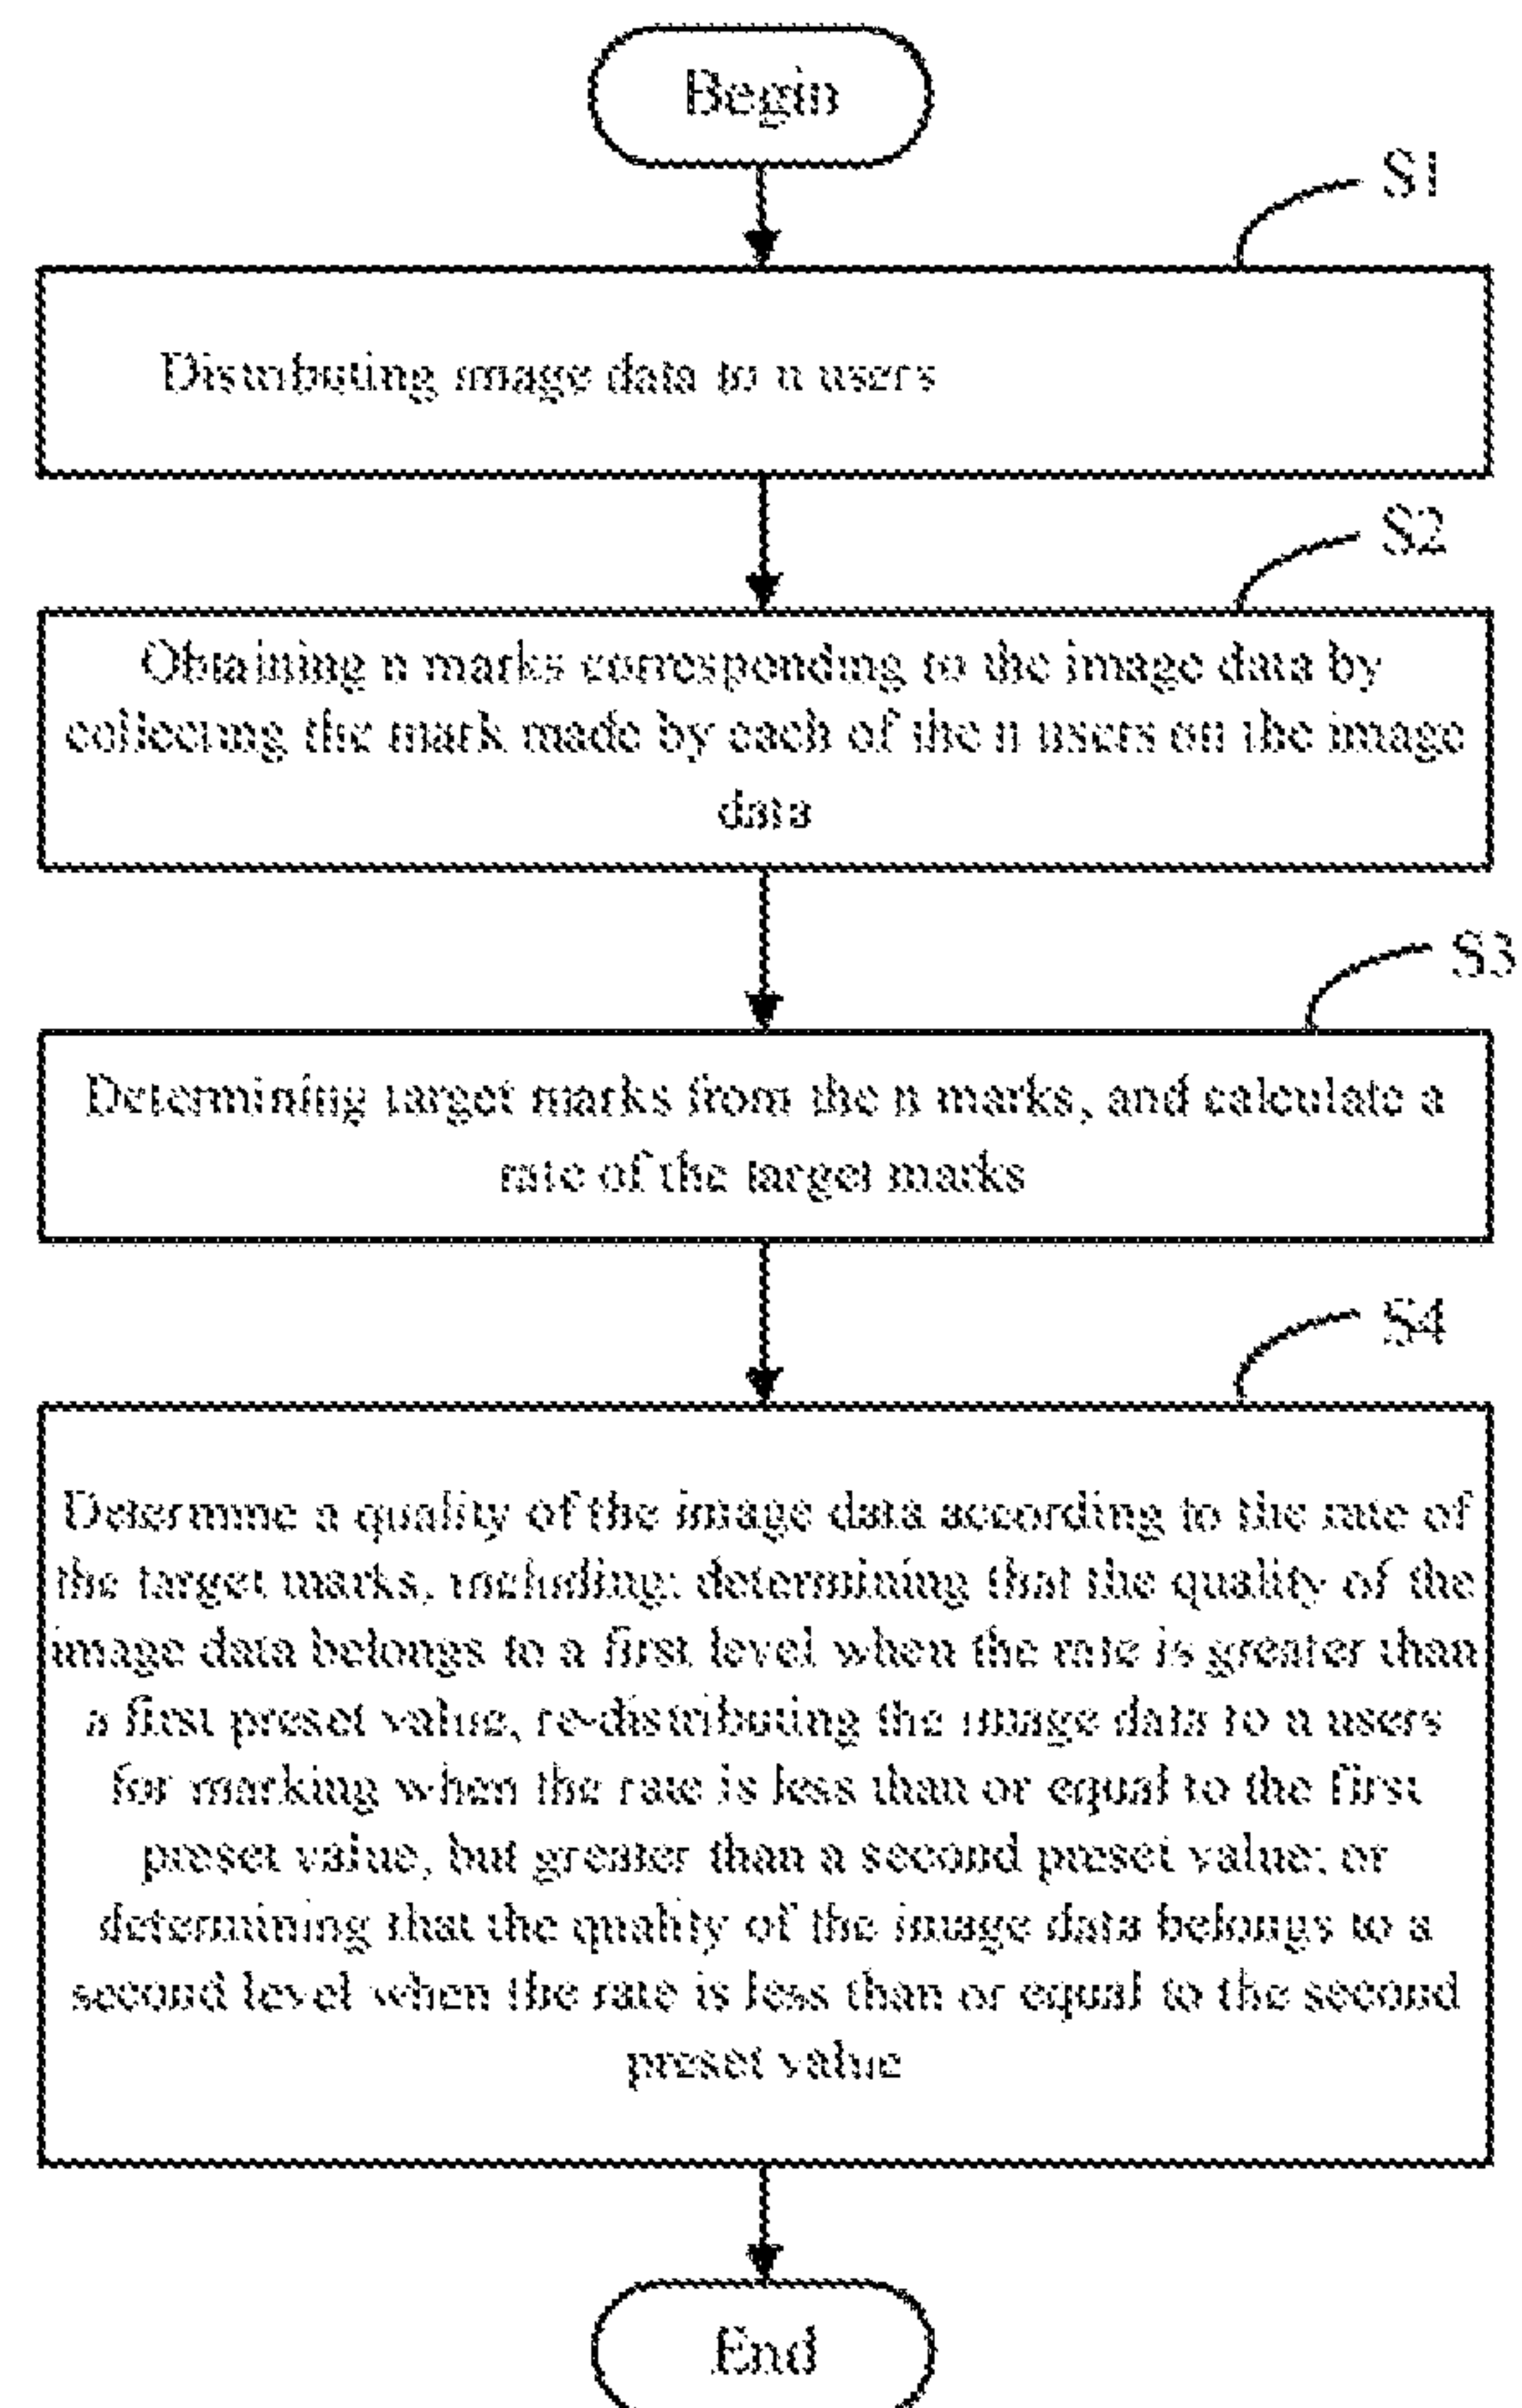 Begin
S1
Distributing image data to n users
S2
Obtaining n marks corresponding to the image data by
collecting the mark made by each of the n users on the image
data
S3
Determining target marks from the n marks, and calculate a
rate of the target marks
S4
Determine a quality of the image data according to the rate of
the target marks, including: determining that the quality of the
image data belongs to a first level when the rate is greater than
a first preset value, re-distributing the image data to n users
for marking when the rate is less than or equal to the first
preset value, but greater than a second preset value; or
determining that the quality of the image data belongs to a
second level when the rate is less than or equal to the second
preset value
End